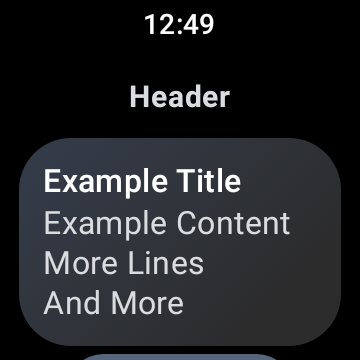 12:49
Header
Example Title
Example Content
More Lines
And More